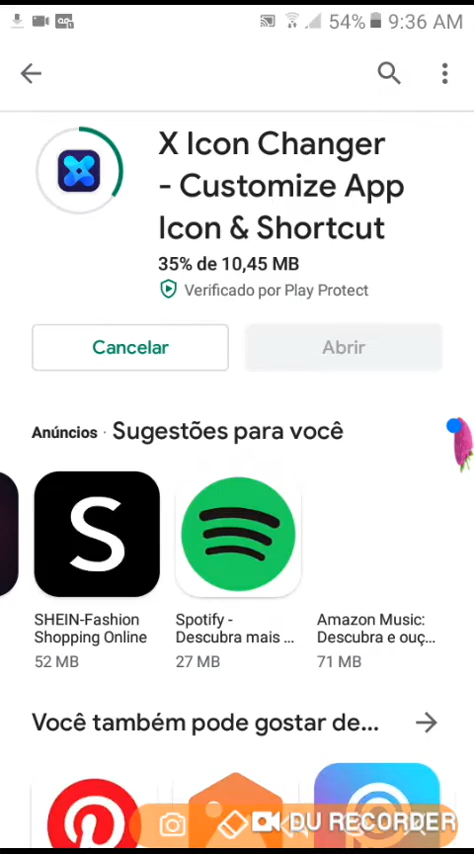 54% 9:36 AM
X Icon Changer
- Customize App
Icon & Shortcut
35% de 10,45 MB
Verificado por Play Protect
Cancelar
Abrir
Anúncios · Sugestões para você
S
SHEIN-Fashion
Shopping Online
52 MB
Spotify -
Descubra mais ...
27 MB
Amazon Music:
Descubra e ouç...
71 MB
Você também pode gostar de...
DU RECORDER